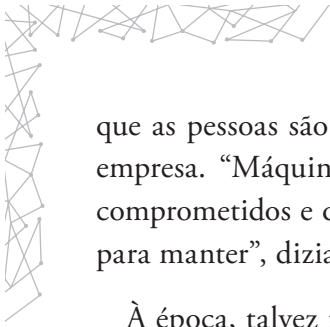 que as pessoas são
empresa. “Máquin
comprometidos e
para manter”, dizia
À época, talvez